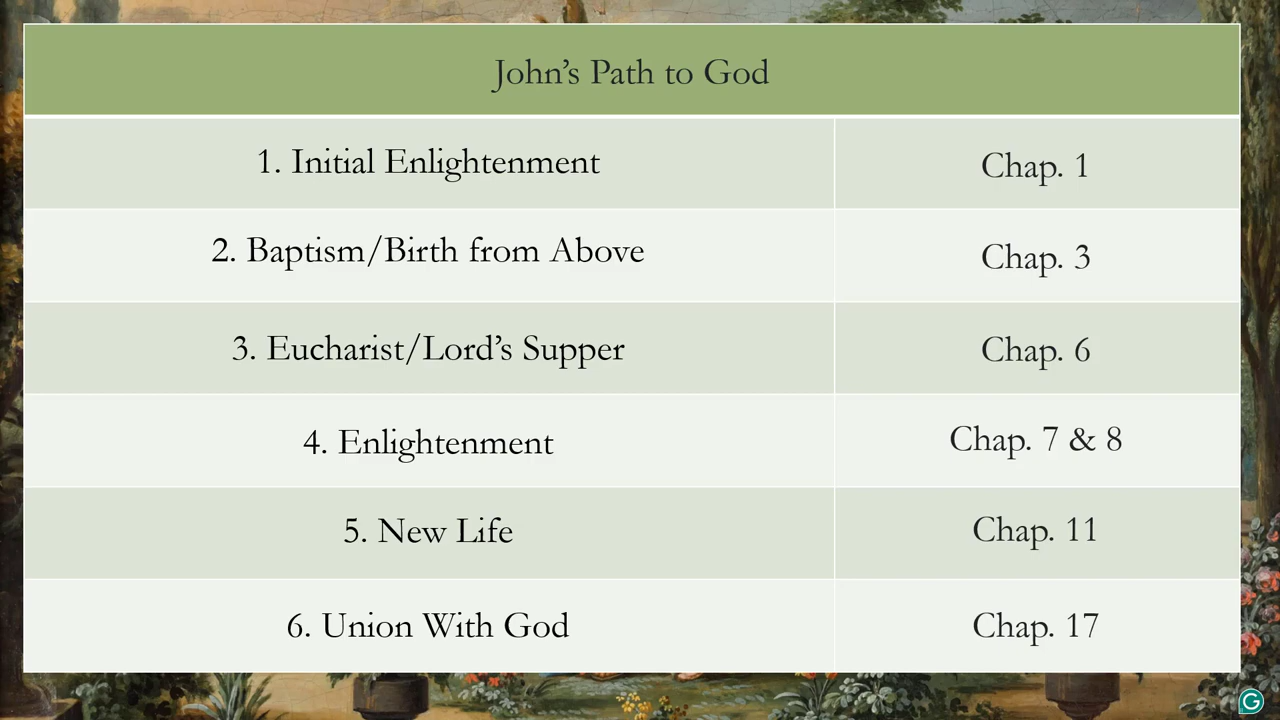 John’s Path to God
1. Initial Enlightenment Chap. 1
2. Baptism/Birth from Above Chap. 3
3. Eucharist/Lord’s Supper Chap. 6
4. Enlightenment Chap. 7 & 8
5. New Life Chap. 11
6. Union With God Chap. 17
G